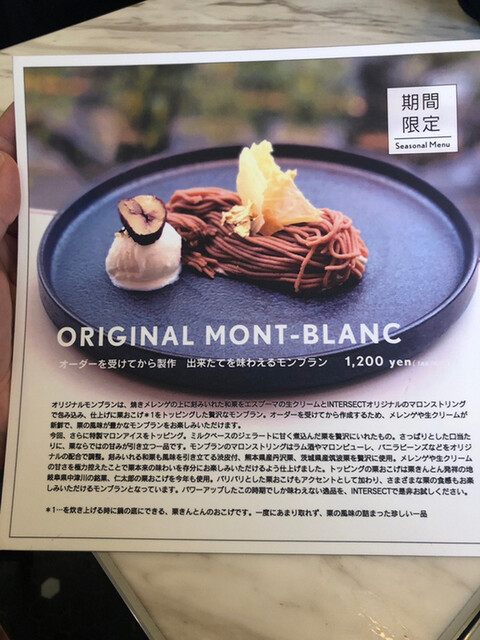 期間
限定
Seasonal Menu
ORIGINAL MONT-BLANC
オーダーを受けてから製作 出来たてを味わえるモンブラン 1,200 yen
オリジナルモンブランは、焼きメレンゲの上に刻みいれた和栗をエスプーマの生クリームとINTERSECTオリジナルのマロンストリング
で包み込み、仕上げに栗おこげ*1をトッピングした贅沢なモンブラン。オーダーを受けてから作成するため、メレンゲや生クリームが
新鮮で、栗の風味が豊かなモンブランをお楽しみいただけます。
今回、さらに特製マロンアイスをトッピング。ミルクベースのジェラートに甘く煮込んだ栗を贅沢にいれたもの。さっぱりとした口当た
りに、栗ならではの甘みが引き立つ一品です。モンブランのマロンストリングはラム酒やマロンピューレ、バニラビーンズなどをオリジナ
ルの配合で調整。刻みいれる和栗も風味を引き立てる渋皮付、熊本県産丹沢栗、茨城県産筑波栗を贅沢に使用。メレンゲや生クリーム
の甘さを極力控えたことで栗本来の味わいを存分にお楽しみいただけるよう仕上げました。トッピングの栗おこげは栗きんとん発祥の地
岐阜県中津川の銘菓、仁太郎の栗おこげを今年も使用。パリパリとした栗おこげもアクセントとして加わり、さまざまな栗の食感もお楽
しみいただけるモンブランとなっています。パワーアップしたこの時期でしか味わえない逸品を、INTERSECTで是非お試しください。
*1…を炊き上げる時に鍋の底にできる、栗きんとんのおこげです。一度にあまり取れず、栗の風味の詰まった珍しい一品